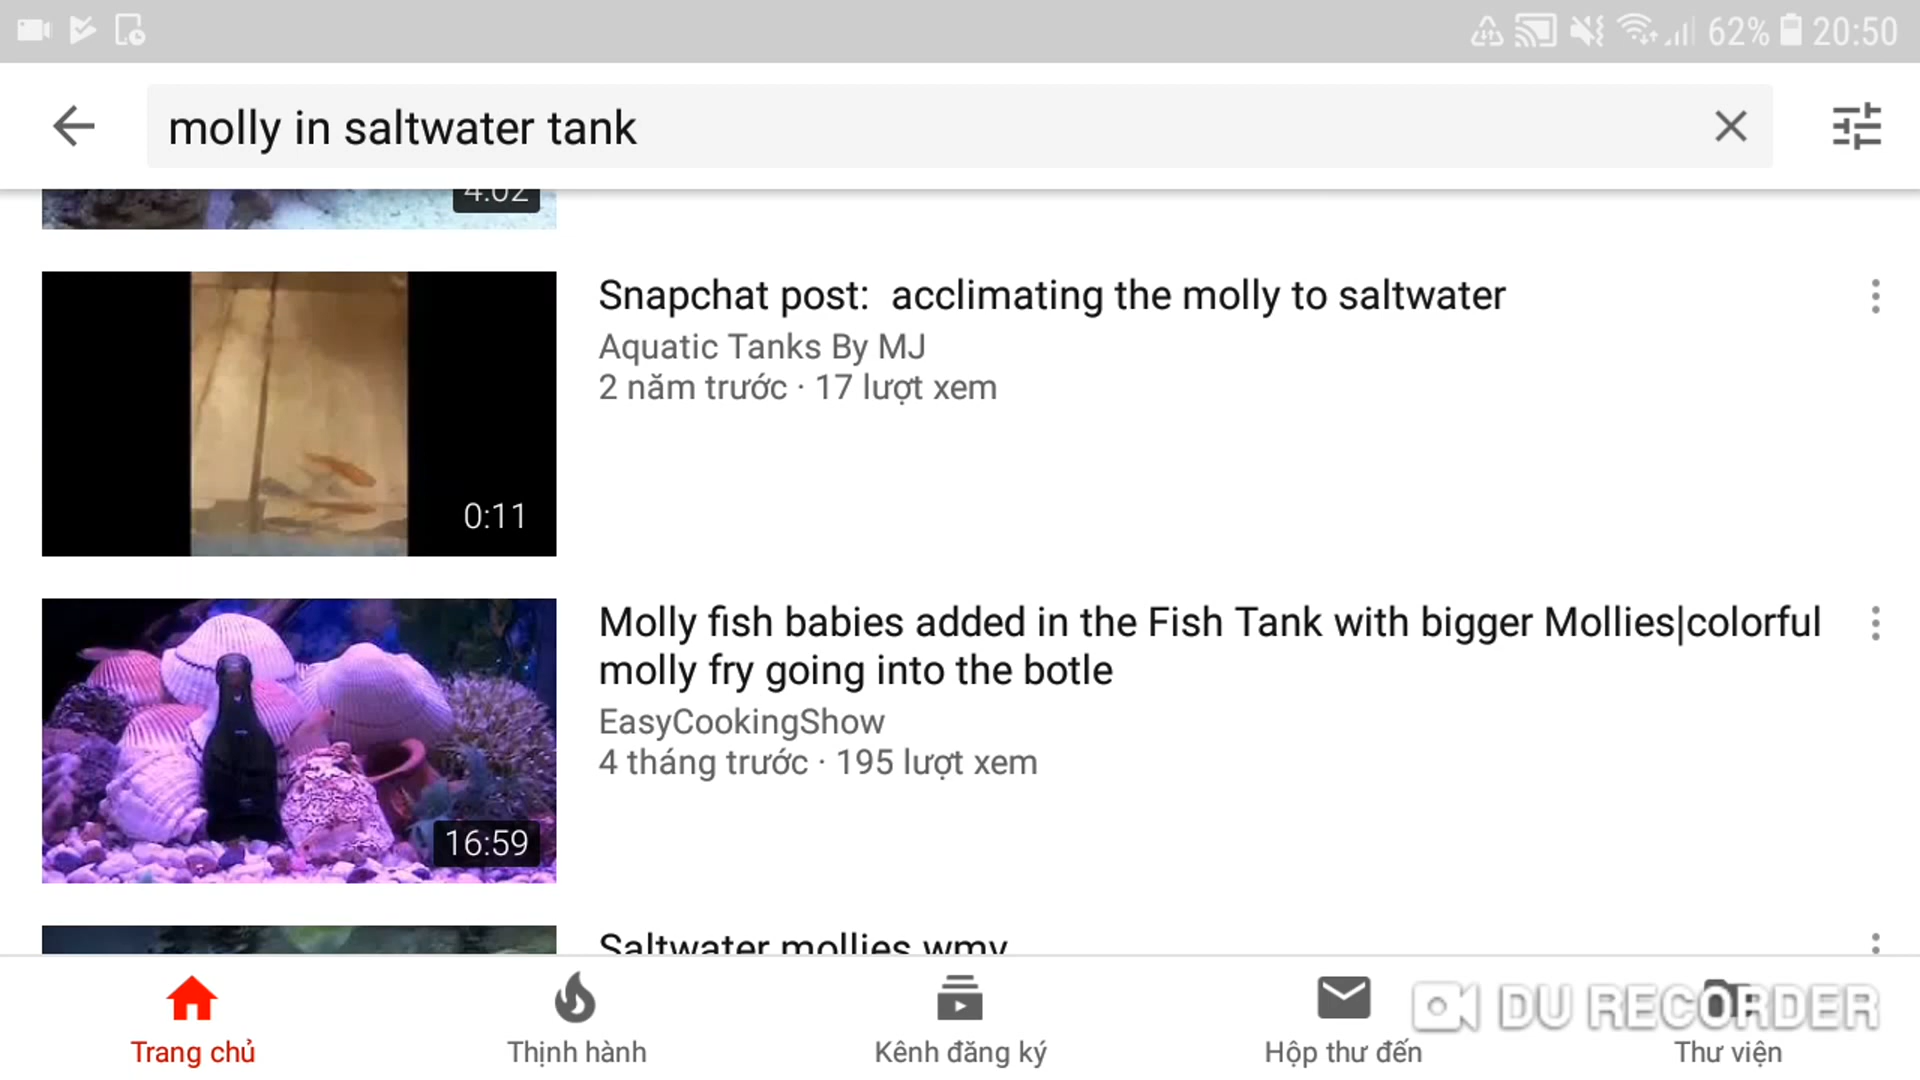 62% 20:50
molly in saltwater tank
4:02
Snapchat post: acclimating the molly to saltwater
Aquatic Tanks By MJ
2 năm trước · 17 lượt xem
0:11
Molly fish babies added in the Fish Tank with bigger Mollies|colorful
molly fry going into the botle
EasyCookingShow
4 tháng trước · 195 lượt xem
16:59
Saltwater mollies wmv
DU RECORDER
Trang chủ
Thịnh hành
Kênh đăng ký
Hộp thư đến
Thư viện